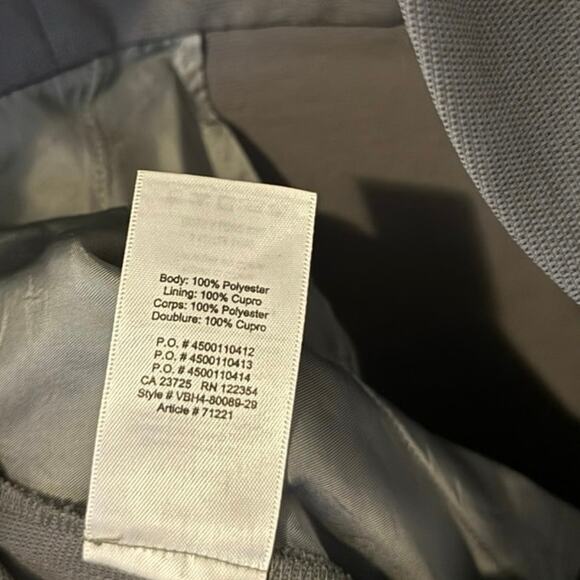 Body: 100% Polyester
Lining: 100% Cupro
Corps: 100% Polyester
Doublure: 100% Cupro
P.O. # 4500110412
P.O. # 4500110413
P.O. # 4500110414
CA 23725 RN 122354
Style # VBH4-80089-29
Article # 71221